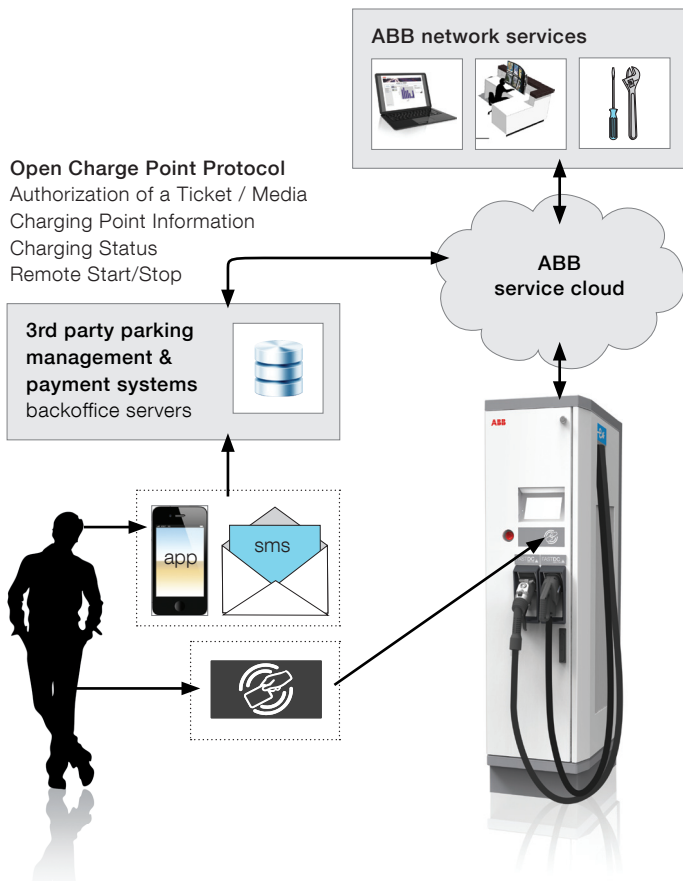 ABB network services
Open Charge Point Protocol
Authorization of a Ticket / Media
Charging Point Information
Charging Status
Remote Start/Stop
ABB
service cloud
3rd party parking
management &
payment systems
backoffice servers
ABB
app
sms